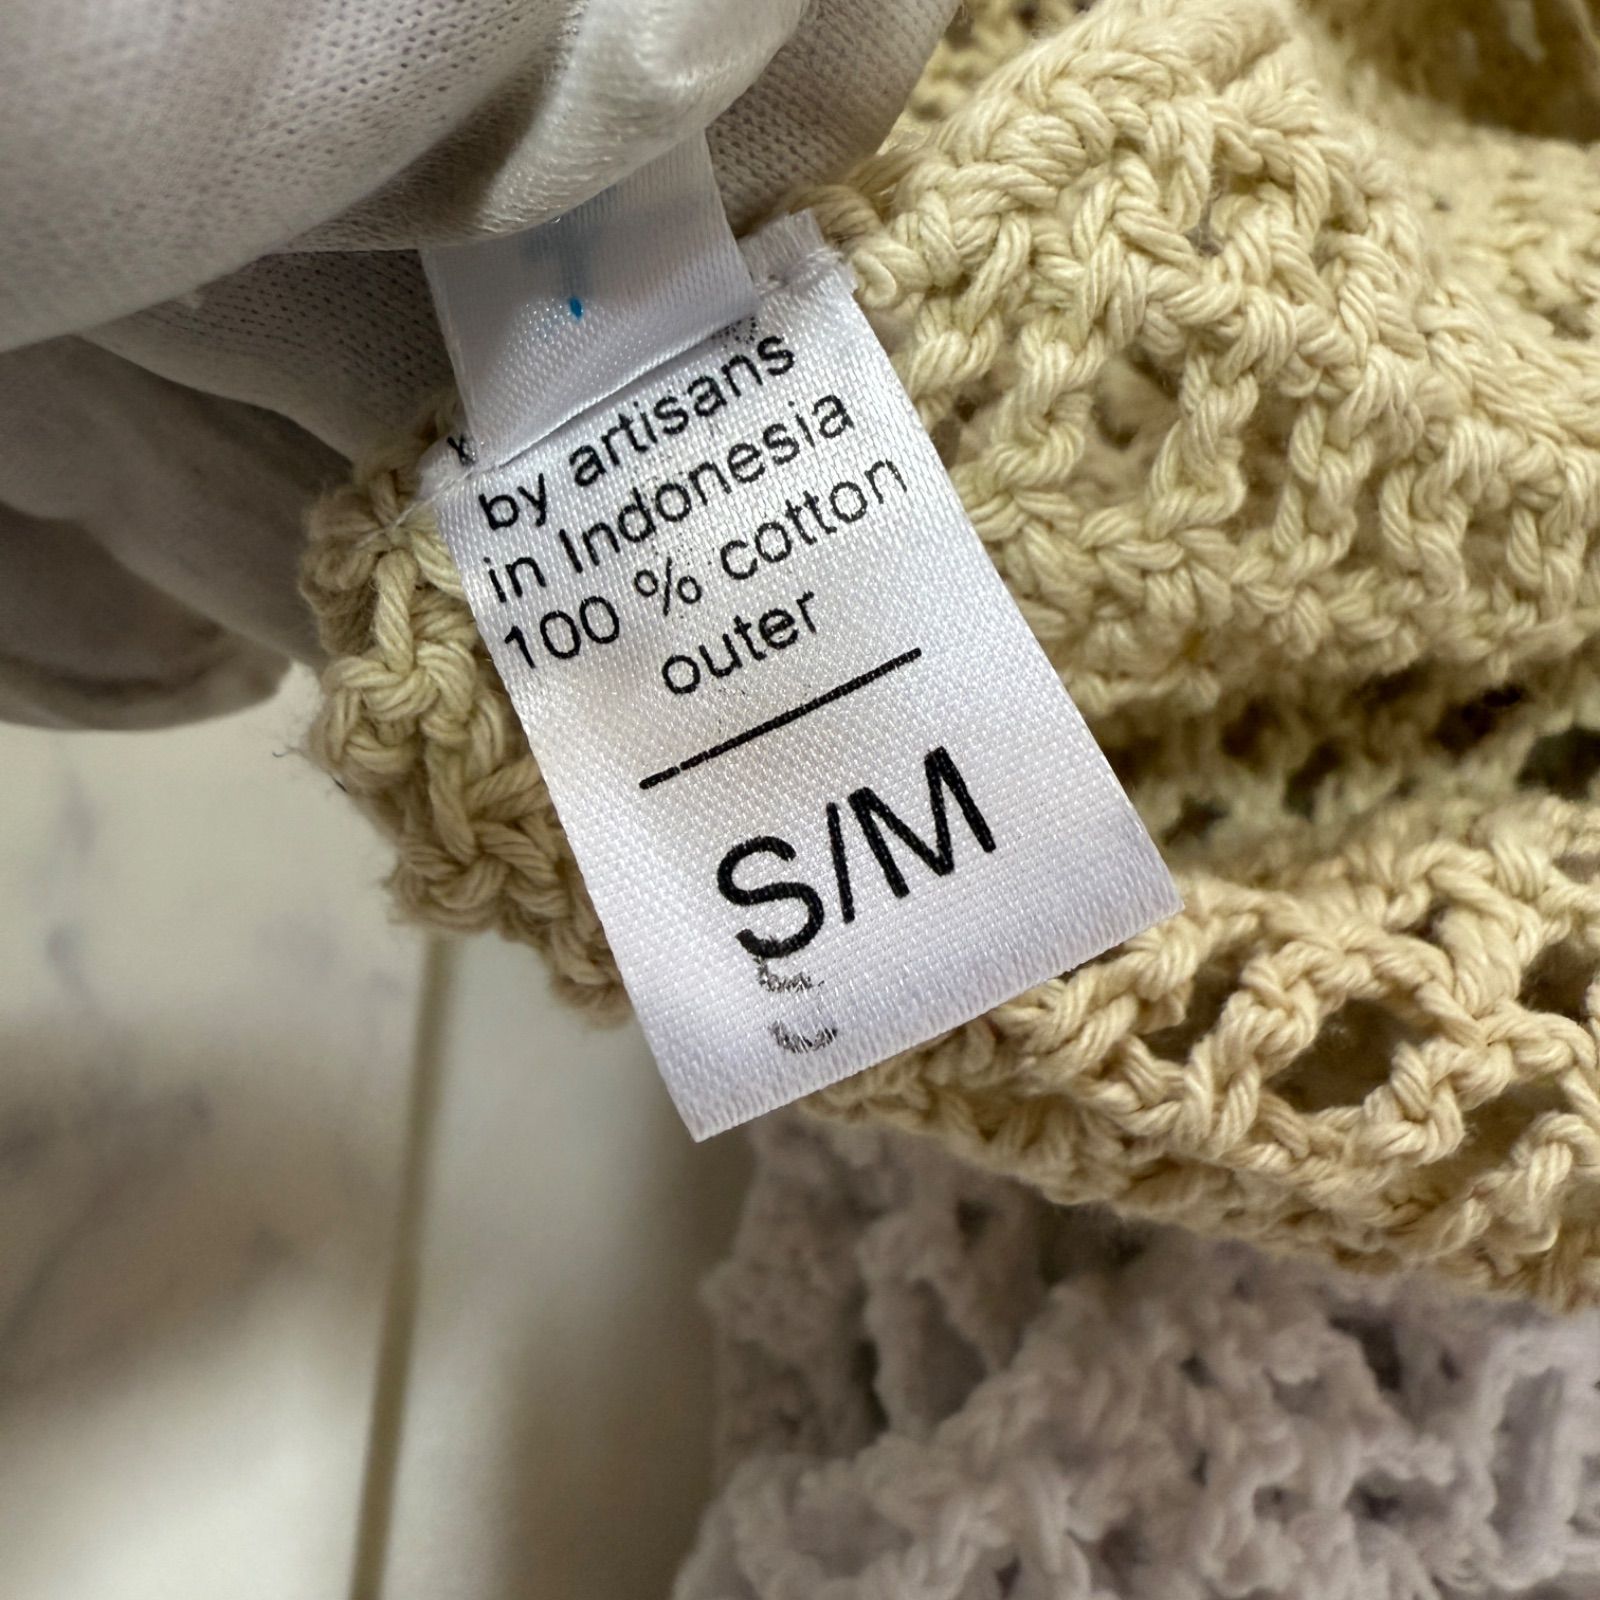 by artisans
in Indonesia
100 % cotton
outer
S/M